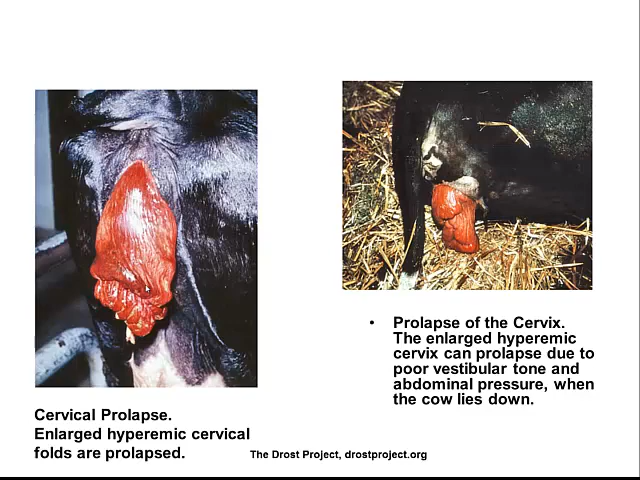 Cervical Prolapse.
Enlarged hyperemic cervical
folds are prolapsed.
• Prolapse of the Cervix.
The enlarged hyperemic
cervix can prolapse due to
poor vestibular tone and
abdominal pressure, when
the cow lies down.
The Drost Project, drostproject.org